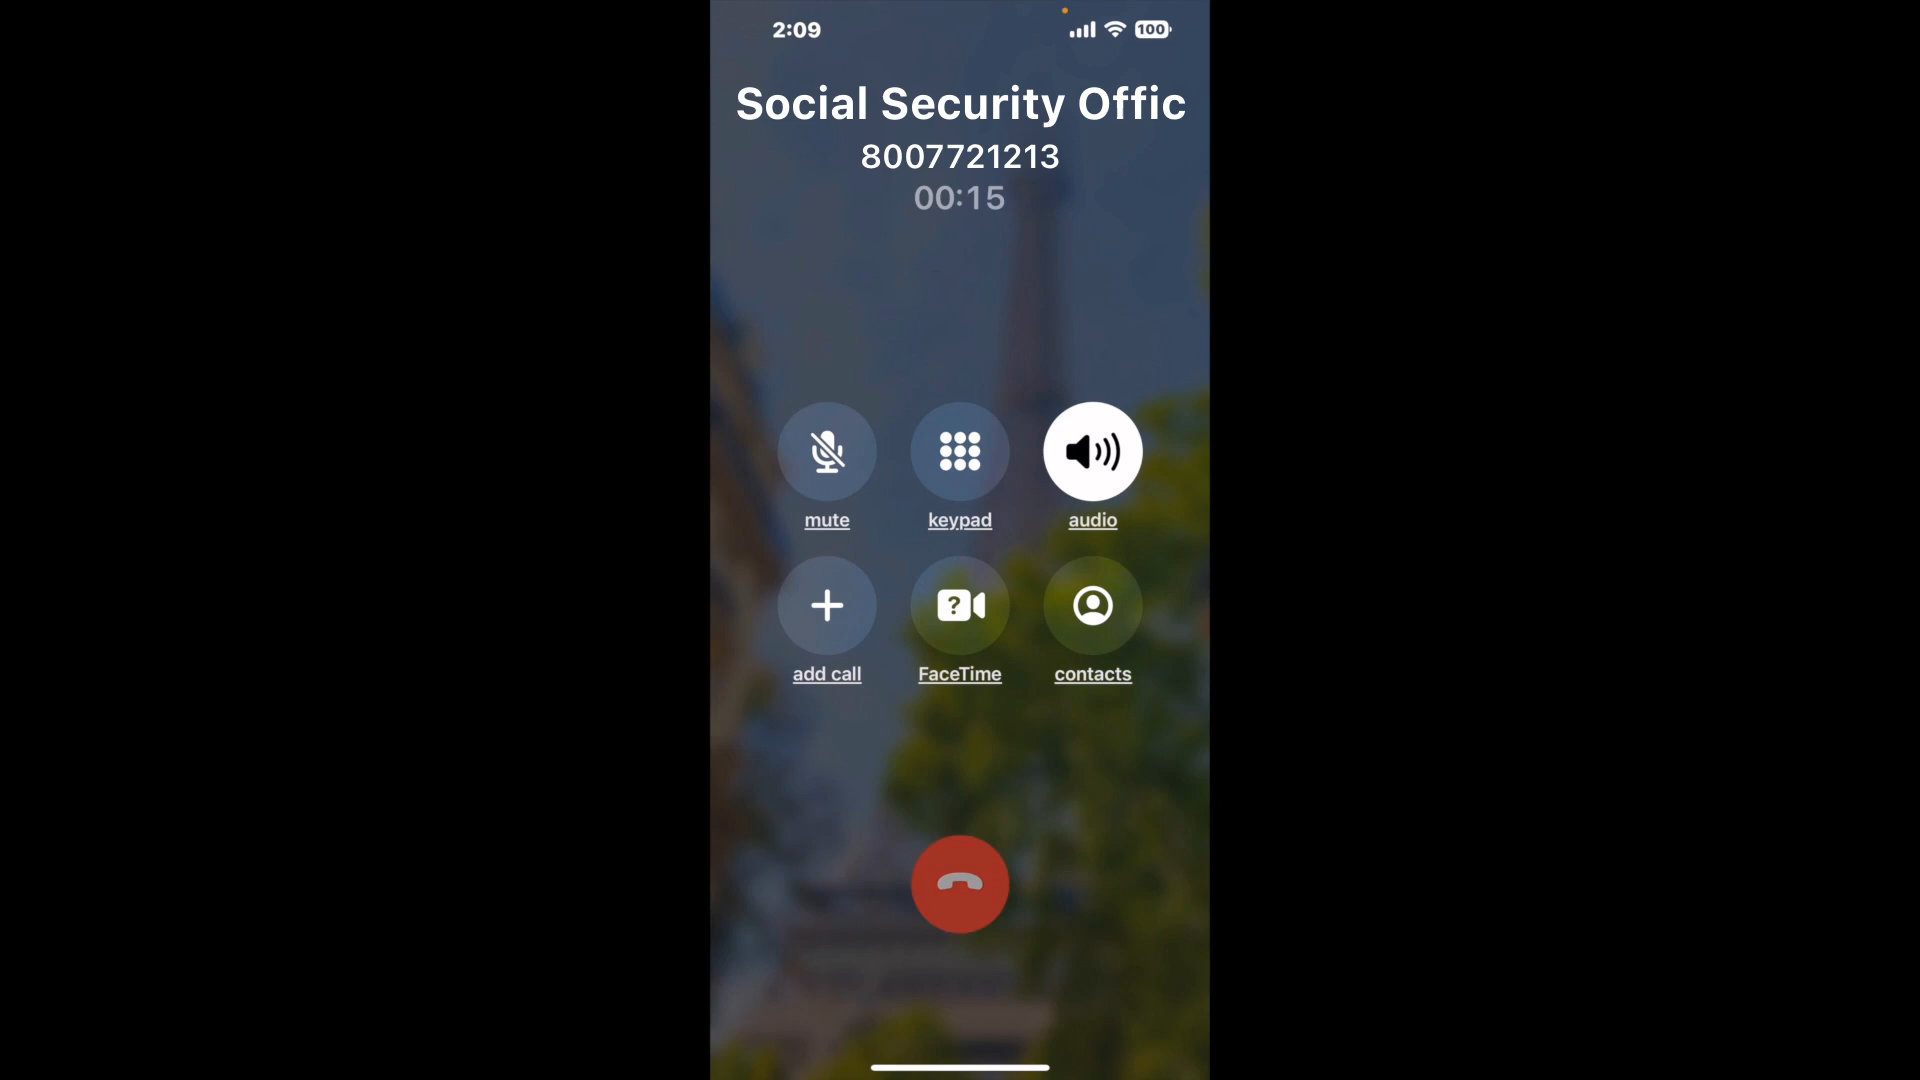 2:09
100
Social Security Offic
8007721213
00:15
mute
keypad
audio
?
add call
FaceTime
contacts